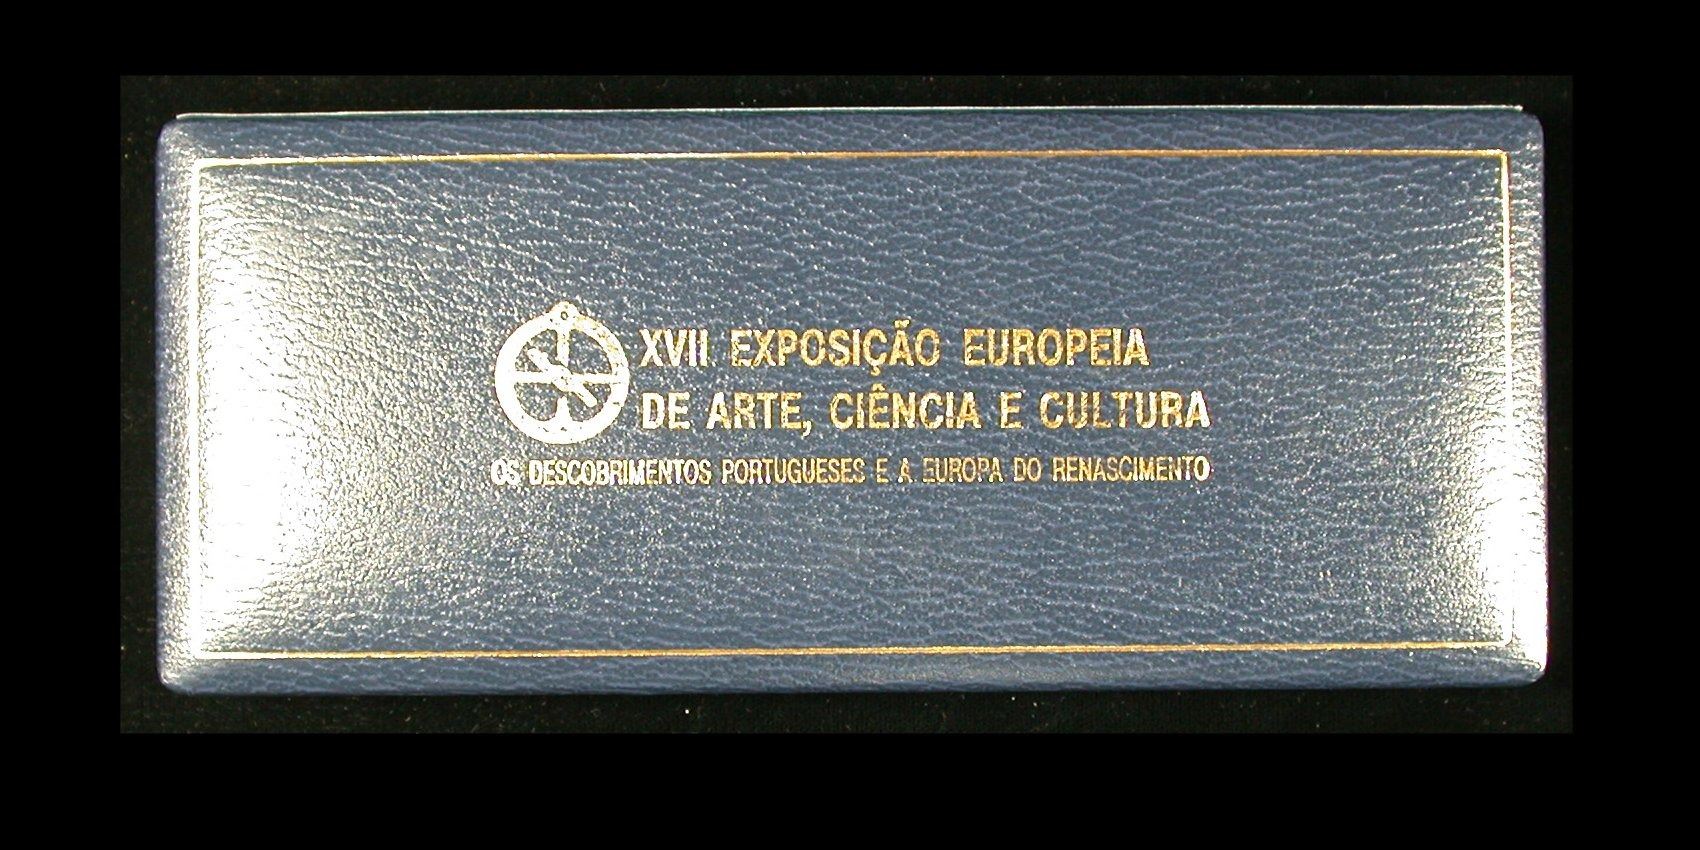 XVII EXPOSIÇÃO EUROPEIA
DE ARTE, CIÊNCIA E CULTURA
OS DESCOBRIMENTOS PORTUGUESES E A EUROPA DO RENASCIMENTO